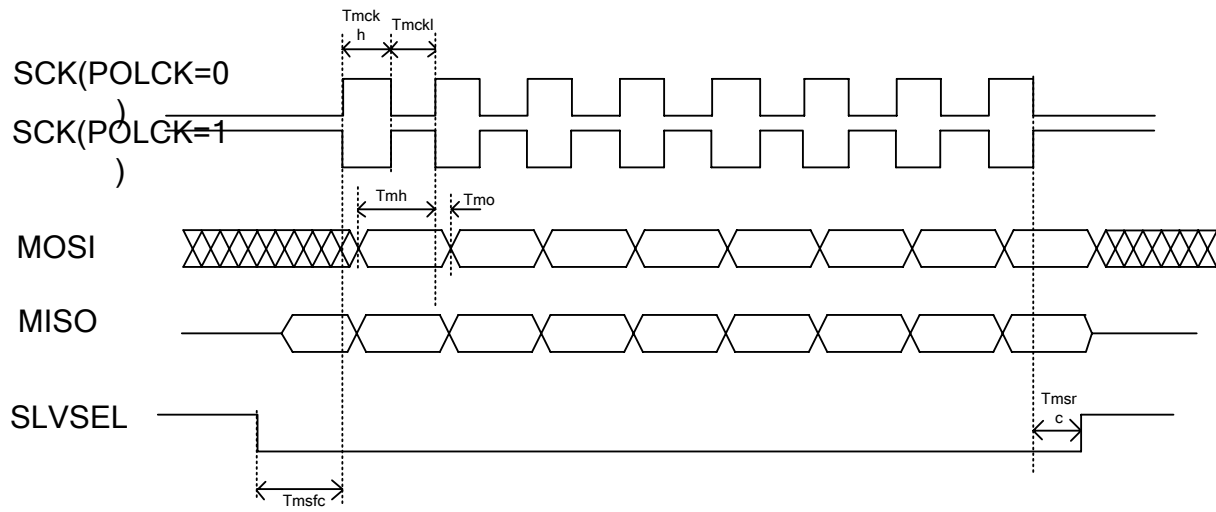 Tmck
h
Tmckl
SCK(POLCK=0
)
SCK(POLCK=1
)
Tmh
Tmo
MOSI
MISO
SLVSEL
Tmsr
c
Tmsfc